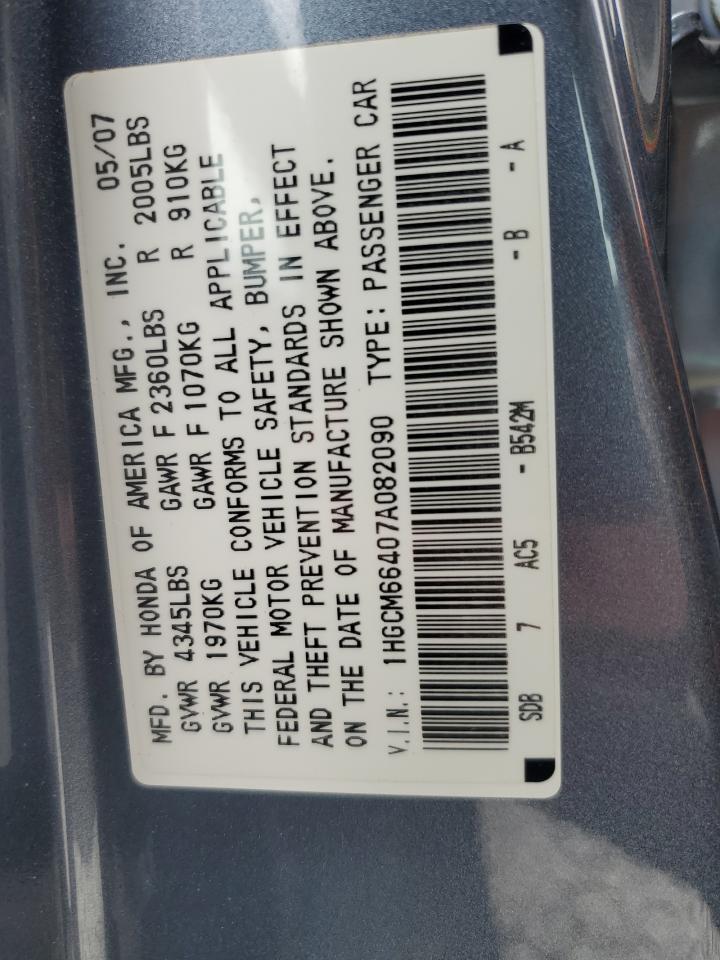 MFD. BY HONDA OF AMERICA MFG., INC. 05/07
GVWR 4345LBS GAWR F 2360LBS R 2005LBS
GVWR 1970KG GAWR F 1070KG R 910KG
THIS VEHICLE CONFORMS TO ALL APPLICABLE
FEDERAL MOTOR VEHICLE SAFETY, BUMPER,
AND THEFT PREVENTION STANDARDS IN EFFECT
ON THE DATE OF MANUFACTURE SHOWN ABOVE.
V.I.N.: 1HGCM66407A082090 TYPE: PASSENGER CAR
SDB 7 AC5 - B542M - B - A